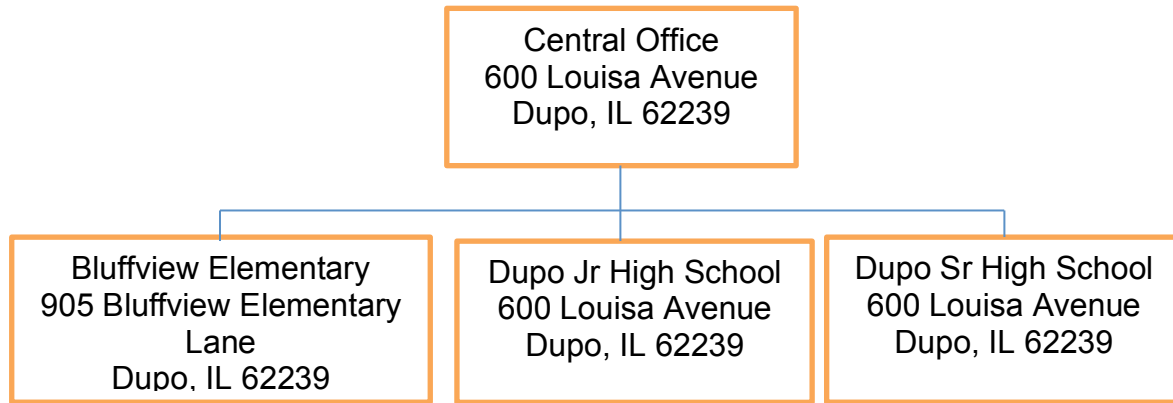 Central Office
600 Louisa Avenue
Dupo, IL 62239
Bluffview Elementary
905 Bluffview Elementary
Lane
Dupo, IL 62239
Dupo Jr High School
600 Louisa Avenue
Dupo, IL 62239
Dupo Sr High School
600 Louisa Avenue
Dupo, IL 62239